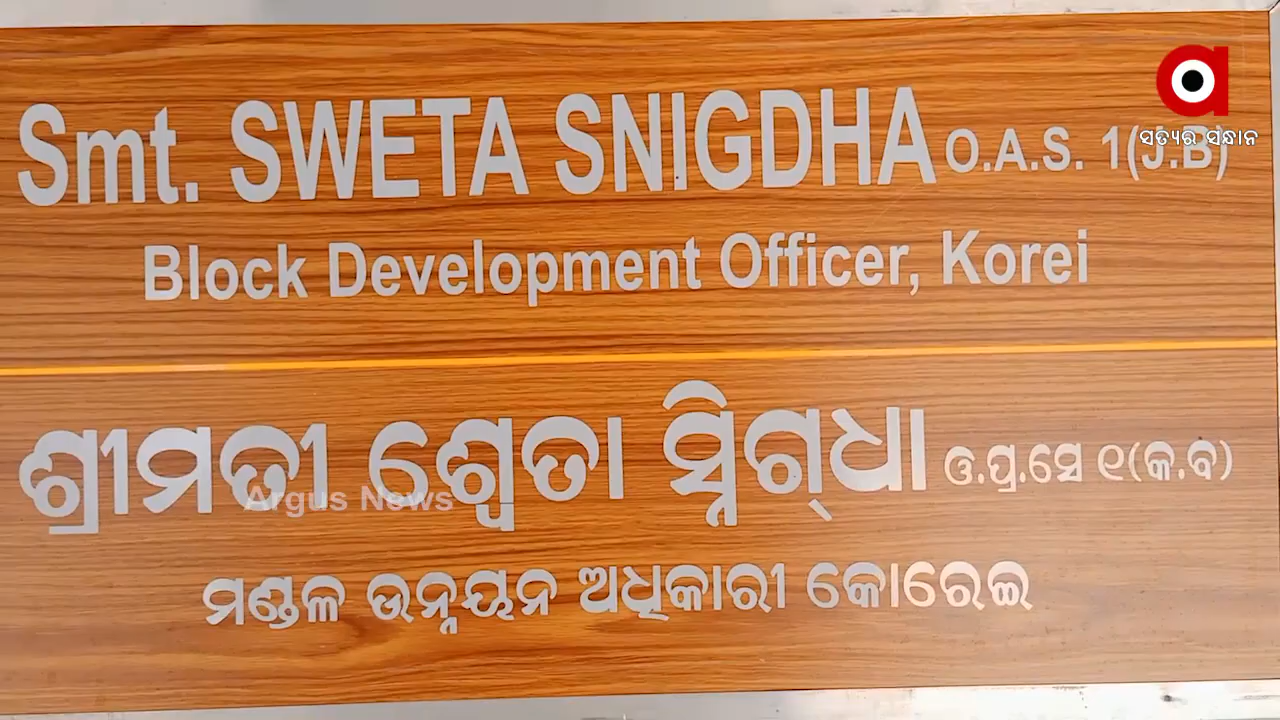 Smt. SWETA SNIGDHA O.A.S. 1(J.B)
ସତ୍ୟର ସନ୍ଧାନ
Block Development Officer, Korei
ଶ୍ରୀମତୀ ଶ୍ୱେତା ସ୍ନିଗ୍‌ଧା ଓ.ପ୍ର.ସେ ୧(କ.ବ)
Argus News
ମଣ୍ଡଳ ଉନ୍ନୟନ ଅଧିକାରୀ କୋରେଇ